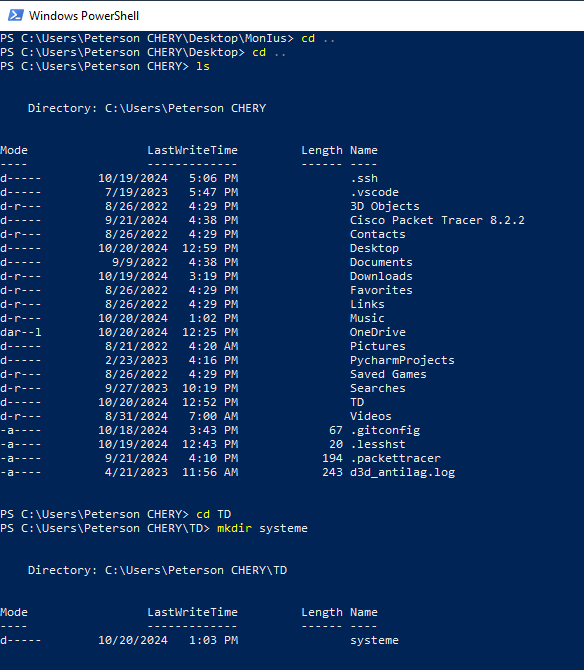 Windows PowerShell
PS C:\Users\Peterson CHERY\Desktop\MonIus> cd ..
PS C:\Users\Peterson CHERY\Desktop> cd ..
PS C:\Users\Peterson CHERY> ls
Directory: C:\Users\Peterson CHERY
Mode LastWriteTime Length Name
---- ------------- ------ ----
d----- 10/19/2024 5:06 PM .ssh
d----- 7/19/2023 5:47 PM .vscode
d-r--- 8/26/2022 4:29 PM 3D Objects
d----- 9/21/2024 4:38 PM Cisco Packet Tracer 8.2.2
d-r--- 8/26/2022 4:29 PM Contacts
d----- 10/20/2024 12:59 PM Desktop
d----- 9/9/2022 4:38 PM Documents
d-r--- 10/19/2024 3:19 PM Downloads
d-r--- 8/26/2022 4:29 PM Favorites
d-r--- 8/26/2022 4:29 PM Links
d-r--- 10/20/2024 1:02 PM Music
dar--l 10/20/2024 12:25 PM OneDrive
d----- 8/21/2022 4:20 AM Pictures
d----- 2/23/2023 4:16 PM PycharmProjects
d-r--- 8/26/2022 4:29 PM Saved Games
d-r--- 9/27/2023 10:19 PM Searches
d----- 10/20/2024 12:52 PM TD
d-r--- 8/31/2024 7:00 AM Videos
-a---- 10/18/2024 3:43 PM 67 .gitconfig
-a---- 10/19/2024 12:43 PM 20 .lesshst
-a---- 9/21/2024 4:10 PM 194 .packettracer
-a---- 4/21/2023 11:56 AM 243 d3d_antilag.log
PS C:\Users\Peterson CHERY> cd TD
PS C:\Users\Peterson CHERY\TD> mkdir systeme
Directory: C:\Users\Peterson CHERY\TD
Mode LastWriteTime Length Name
---- ------------- ------ ----
d----- 10/20/2024 1:03 PM systeme